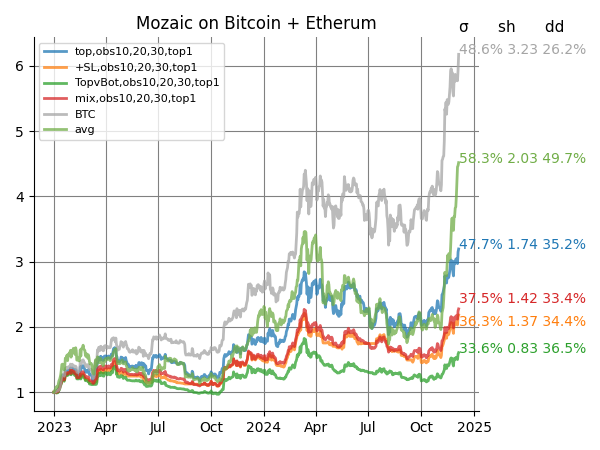 Mozaic on Bitcoin + Etherum
σ sh dd
top,obs10,20,30,top1
+SL,obs10,20,30,top1
TopvBot,obs10,20,30,top1
mix,obs10,20,30,top1
BTC
avg
48.6% 3.23 26.2%
58.3% 2.03 49.7%
47.7% 1.74 35.2%
37.5% 1.42 33.4%
36.3% 1.37 34.4%
33.6% 0.83 36.5%
6
5
4
3
2
1
2023 Apr Jul Oct 2024 Apr Jul Oct 2025